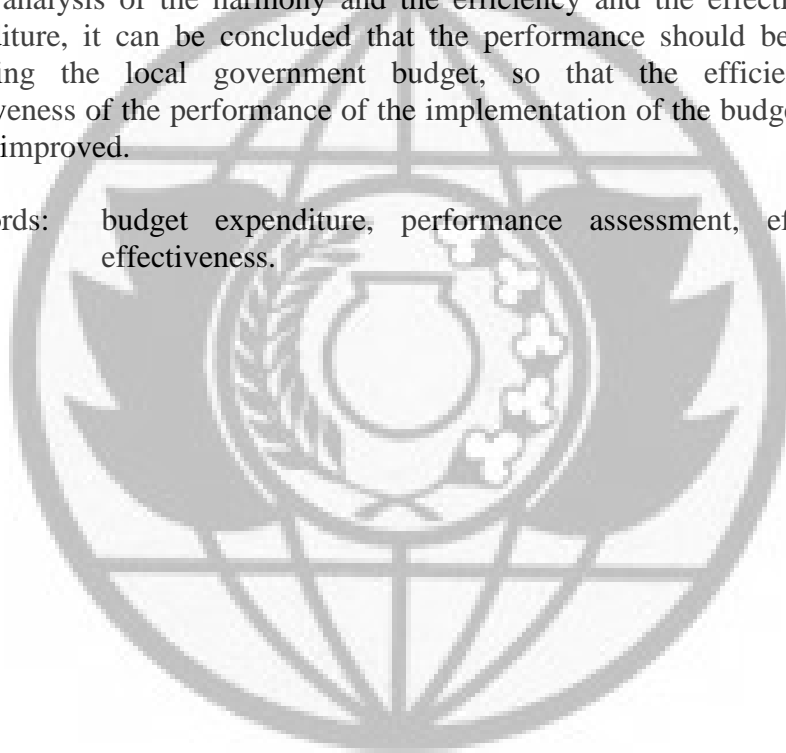 analysis of the harmony and the efficiency and the effecti
iture, it can be concluded that the performance should be
ing the local government budget, so that the efficie
veness of the performance of the implementation of the budg
improved.
rds: budget expenditure, performance assessment, ef
effectiveness.